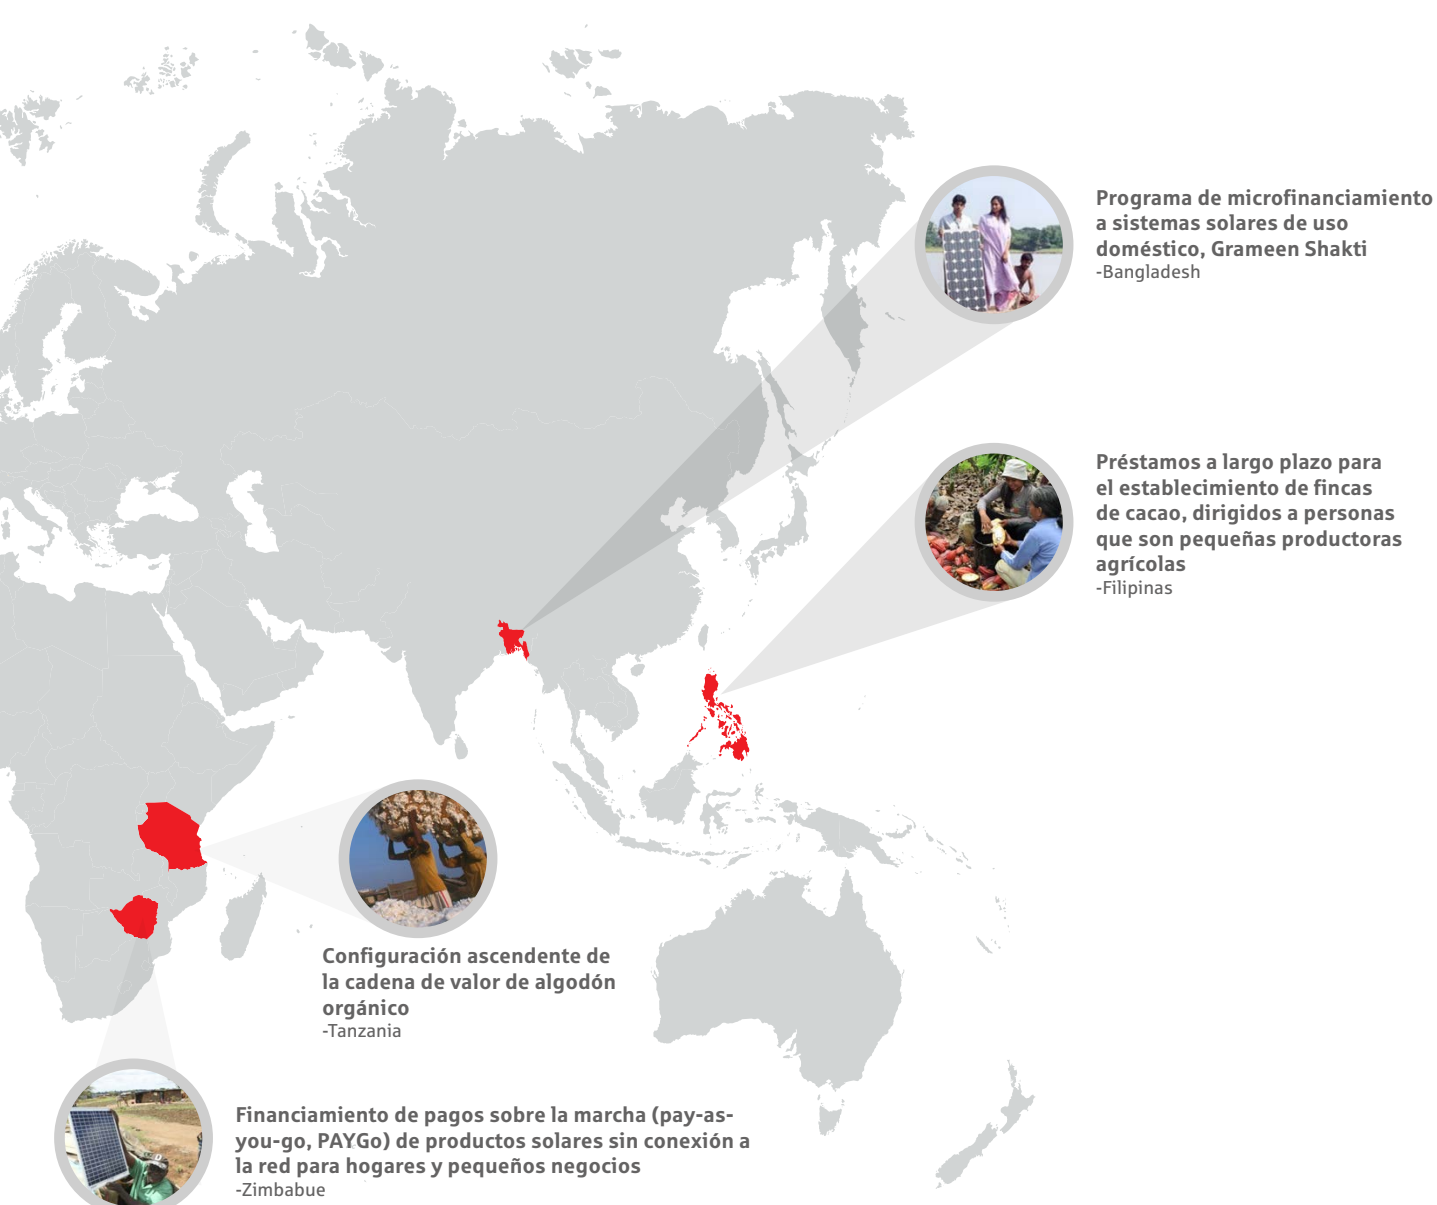 Programa de microfinanciamiento
a sistemas solares de uso
doméstico, Grameen Shakti
-Bangladesh
Préstamos a largo plazo para
el establecimiento de fincas
de cacao, dirigidos a personas
que son pequeñas productoras
agrícolas
-Filipinas
Configuración ascendente de
la cadena de valor de algodón
orgánico
-Tanzania
Financiamiento de pagos sobre la marcha (pay-as-
you-go, PAYGo) de productos solares sin conexión a
la red para hogares y pequeños negocios
-Zimbabue